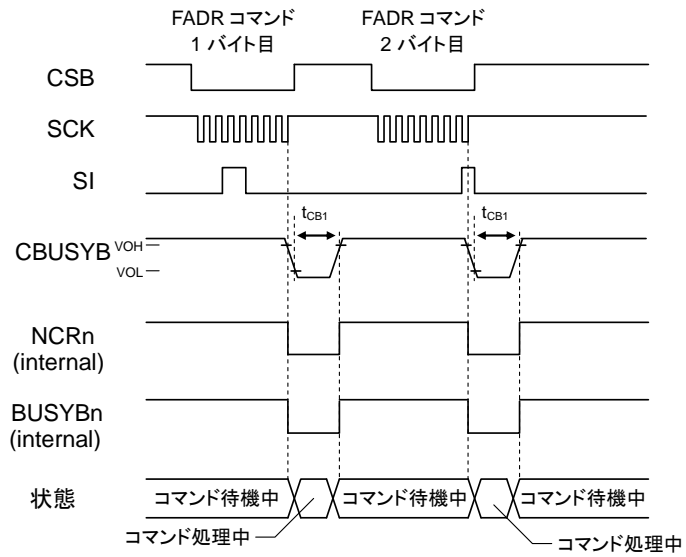 FADR コマンド
1 バイト目
FADR コマンド
2 バイト目
CSB
SCK
SI
tCB1
tCB1
CBUSYB
VOH
VOL
NCRn
(internal)
BUSYBn
(internal)
状態
コマンド待機中
コマンド待機中
コマンド待機中
コマンド処理中
コマンド処理中